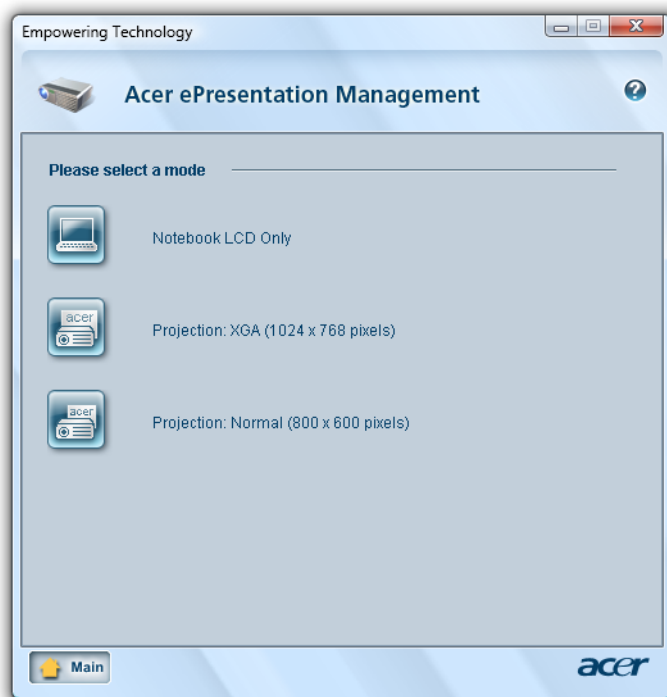 Empowering Technology
Acer ePresentation Management
?
Please select a mode
Notebook LCD Only
acer
Projection: XGA (1024 x 768 pixels)
acer
Projection: Normal (800 x 600 pixels)
Main
acer